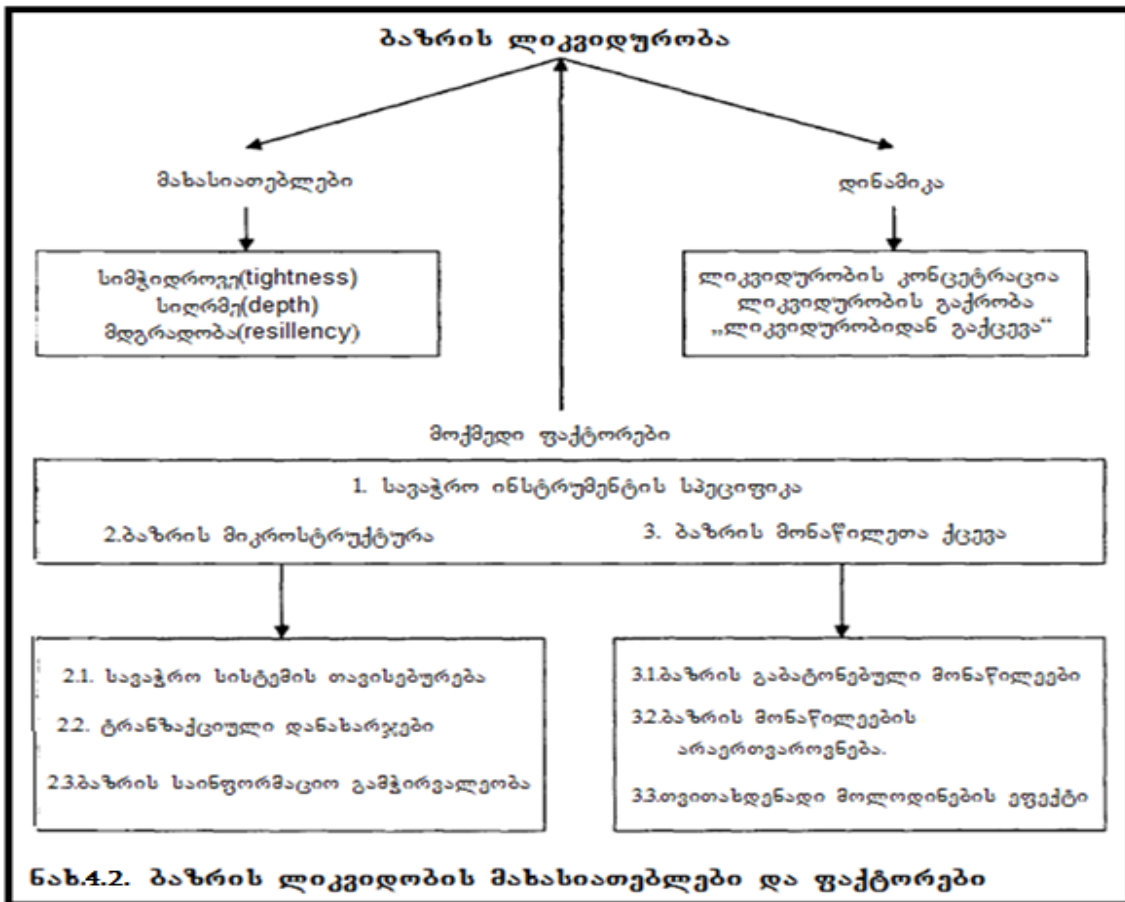 ბაზრის ლიკვიდურობა
მახასიათებლები
დინამიკა
სიმჭიდროვე(tightness)
სიღრმე(depth)
მდგრადობა(resillency)
ლიკვიდურობის კონცეტრაცია
ლიკვიდურობის გაქრობა
„ლიკვიდურობიდან გაქცევა“
მოქმედი ფაქტორები
1. სავაჭრო ინსტრუმენტის სპეციფიკა
2.ბაზრის მიკროსტრუქტურა
3. ბაზრის მონაწილეთა ქცევა
2.1. სავაჭრო სისტემის თავისებურება
2.2. ტრანზაქციული დანახარჯები
2.3.ბაზრის საინფორმაციო გამჭირვალეობა
3.1.ბაზრის გაბატონებული მონაწილეები
3.2.ბაზრის მონაწილეების
არაერთვაროვნება.
3.3.თვითახდენადი მოლოდინების ეფექტი
ნახ.4.2. ბაზრის ლიკვიდობის მახასიათებლები და ფაქტორები